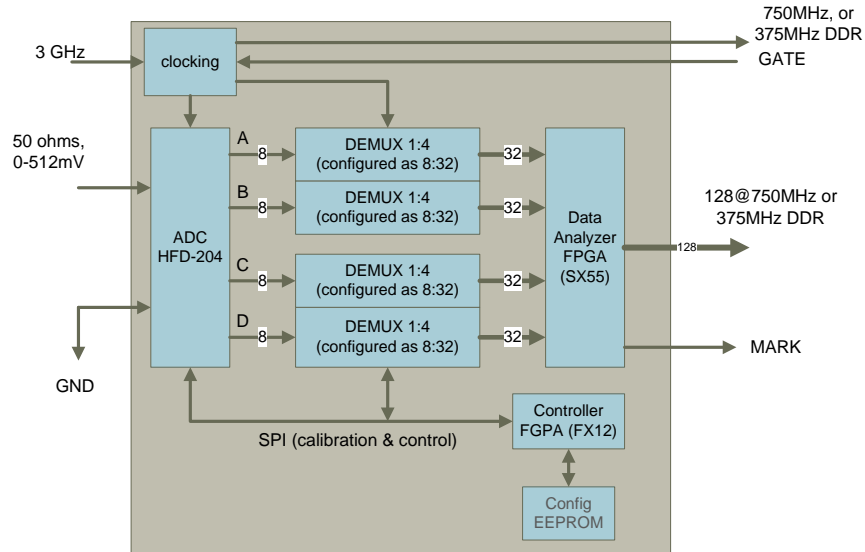 750MHz, or
375MHz DDR
3 GHz
clocking
GATE
50 ohms,
0-512mV
A
8
DEMUX 1:4
(configured as 8:32)
32
B
8
DEMUX 1:4
(configured as 8:32)
32
ADC
HFD-204
Data
Analyzer
FPGA
(SX55)
128@750MHz or
375MHz DDR
128
C
8
DEMUX 1:4
(configured as 8:32)
32
D
8
DEMUX 1:4
(configured as 8:32)
32
MARK
GND
SPI (calibration & control)
Controller
FGPA (FX12)
Config
EEPROM